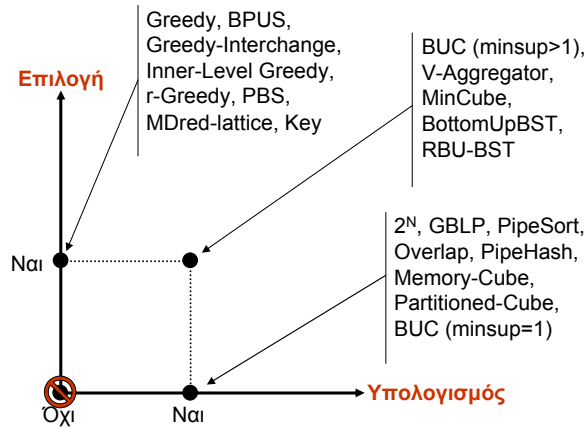 Greedy, BPUS,
Greedy-Interchange,
Inner-Level Greedy,
r-Greedy, PBS,
MDred-lattice, Key
BUC (minsup>1),
V-Aggregator,
MinCube,
BottomUpBST,
RBU-BST
Επιλογή
2ᴺ, GBLP, PipeSort,
Overlap, PipeHash,
Memory-Cube,
Partitioned-Cube,
BUC (minsup=1)
Ναι
Υπολογισμός
Όχι
Ναι